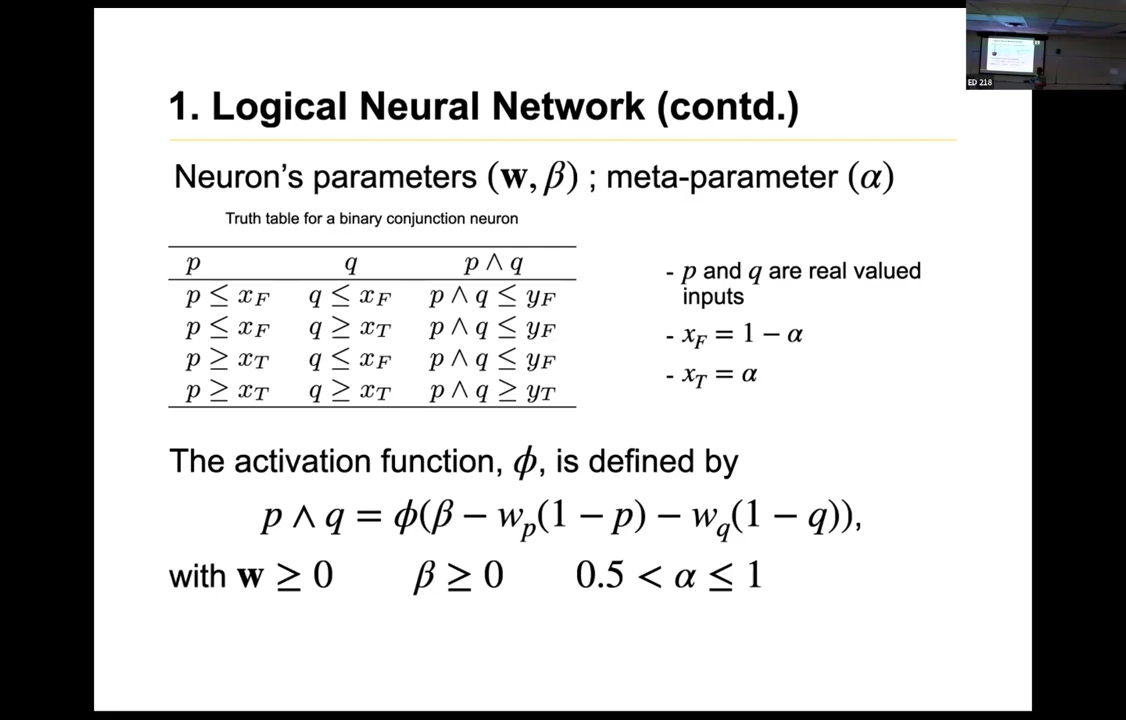 ED 218
1. Logical Neural Network (contd.)
Neuron’s parameters (w, β) ; meta-parameter (α)
Truth table for a binary conjunction neuron
p q p ∧ q
p ≤ x_F q ≤ x_F p ∧ q ≤ y_F
p ≤ x_F q ≥ x_T p ∧ q ≤ y_F
p ≥ x_T q ≤ x_F p ∧ q ≤ y_F
p ≥ x_T q ≥ x_T p ∧ q ≥ y_T
- p and q are real valued
inputs
- x_F = 1 − α
- x_T = α
The activation function, ϕ, is defined by
p ∧ q = ϕ(β − w_p(1 − p) − w_q(1 − q)),
with w ≥ 0 β ≥ 0 0.5 < α ≤ 1